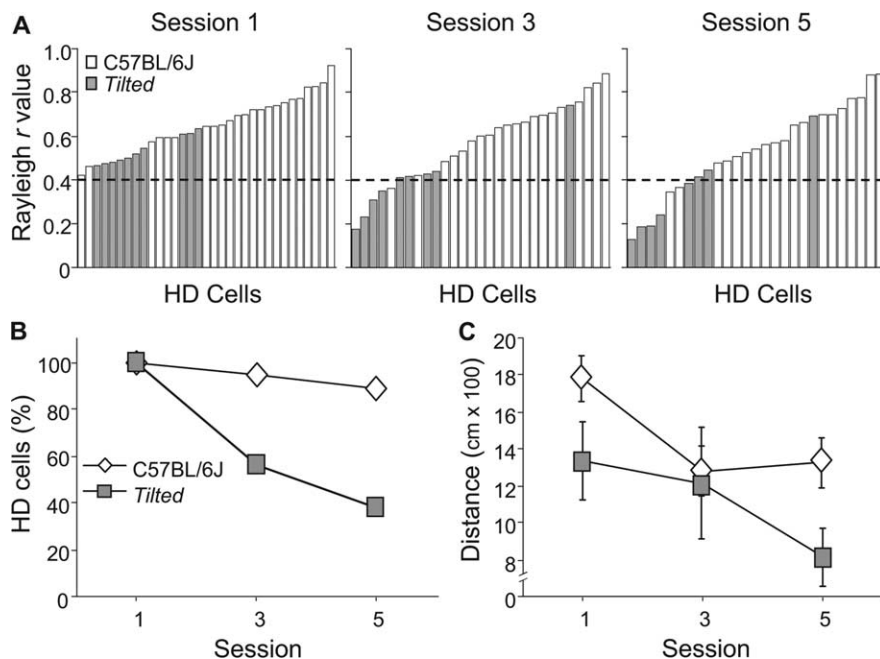 A
Session 1
Session 3
Session 5
C57BL/6J
Tilted
Rayleigh r value
1.0
0.8
0.6
0.4
0.2
0
HD Cells
HD Cells
HD Cells
B
HD cells (%)
100
80
60
40
20
0
C57BL/6J
Tilted
1
3
5
Session
C
Distance (cm x 100)
20
18
16
14
12
10
8
0
1
3
5
Session